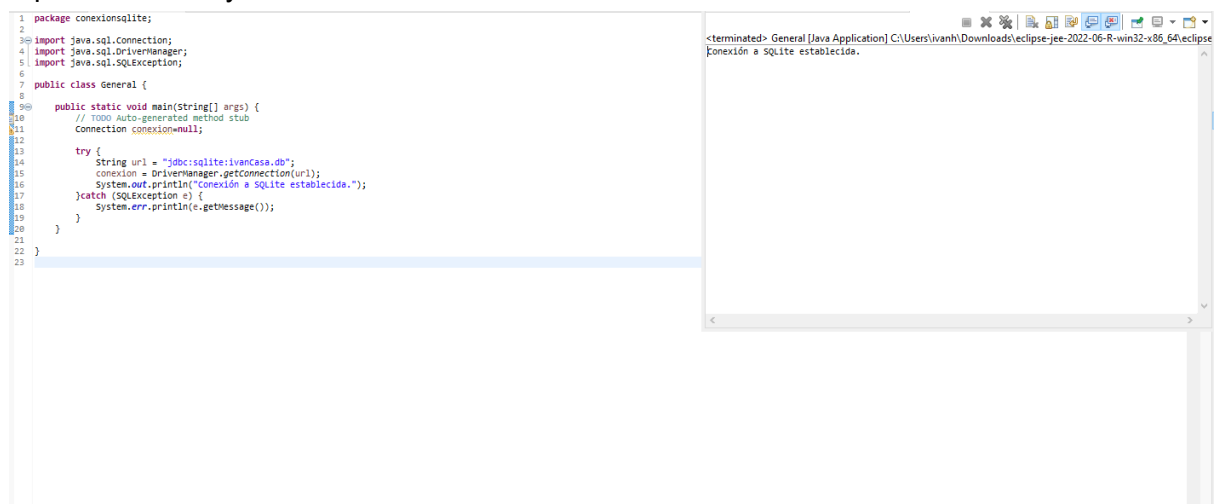 package conexionsqlite;
import java.sql.Connection;
import java.sql.DriverManager;
import java.sql.SQLException;
public class General {
public static void main(String[] args) {
// TODO Auto-generated method stub
Connection conexion=null;
try {
String url = "jdbc:sqlite:ivanCasa.db";
conexion = DriverManager.getConnection(url);
System.out.println("Conexión a SQLite establecida.");
}catch (SQLException e) {
System.err.println(e.getMessage());
}
}
}
1
2
3
4
5
6
7
8
9
10
11
12
13
14
15
16
17
18
19
20
21
22
23
<terminated> General [Java Application] C:\Users\ivanh\Downloads\eclipse-jee-2022-06-R-win32-x86_64\eclipse
Conexión a SQLite establecida.